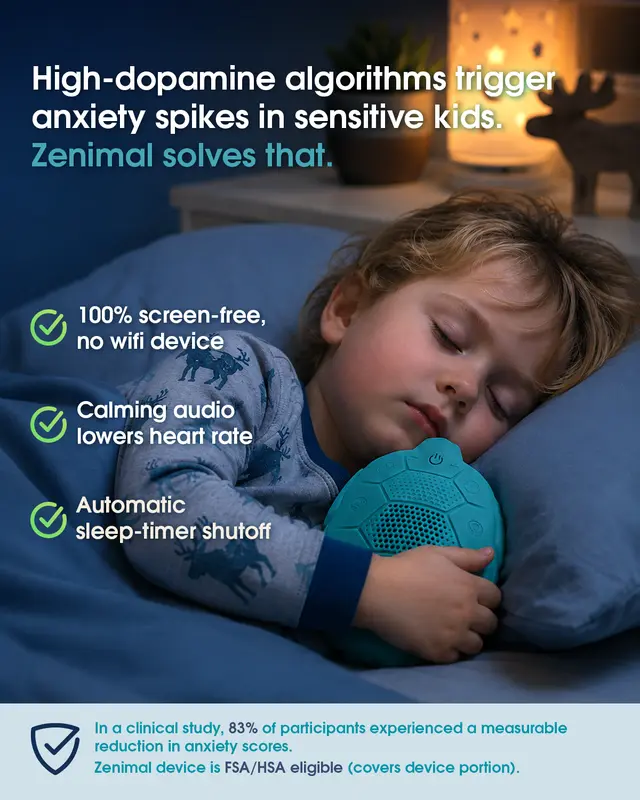 High-dopamine algorithms trigger
anxiety spikes in sensitive kids.
Zenimal solves that.
100% screen-free,
no wifi device
Calming audio
lowers heart rate
Automatic
sleep-timer shutoff
In a clinical study, 83% of participants experienced a measurable
reduction in anxiety scores.
Zenimal device is FSA/HSA eligible (covers device portion).